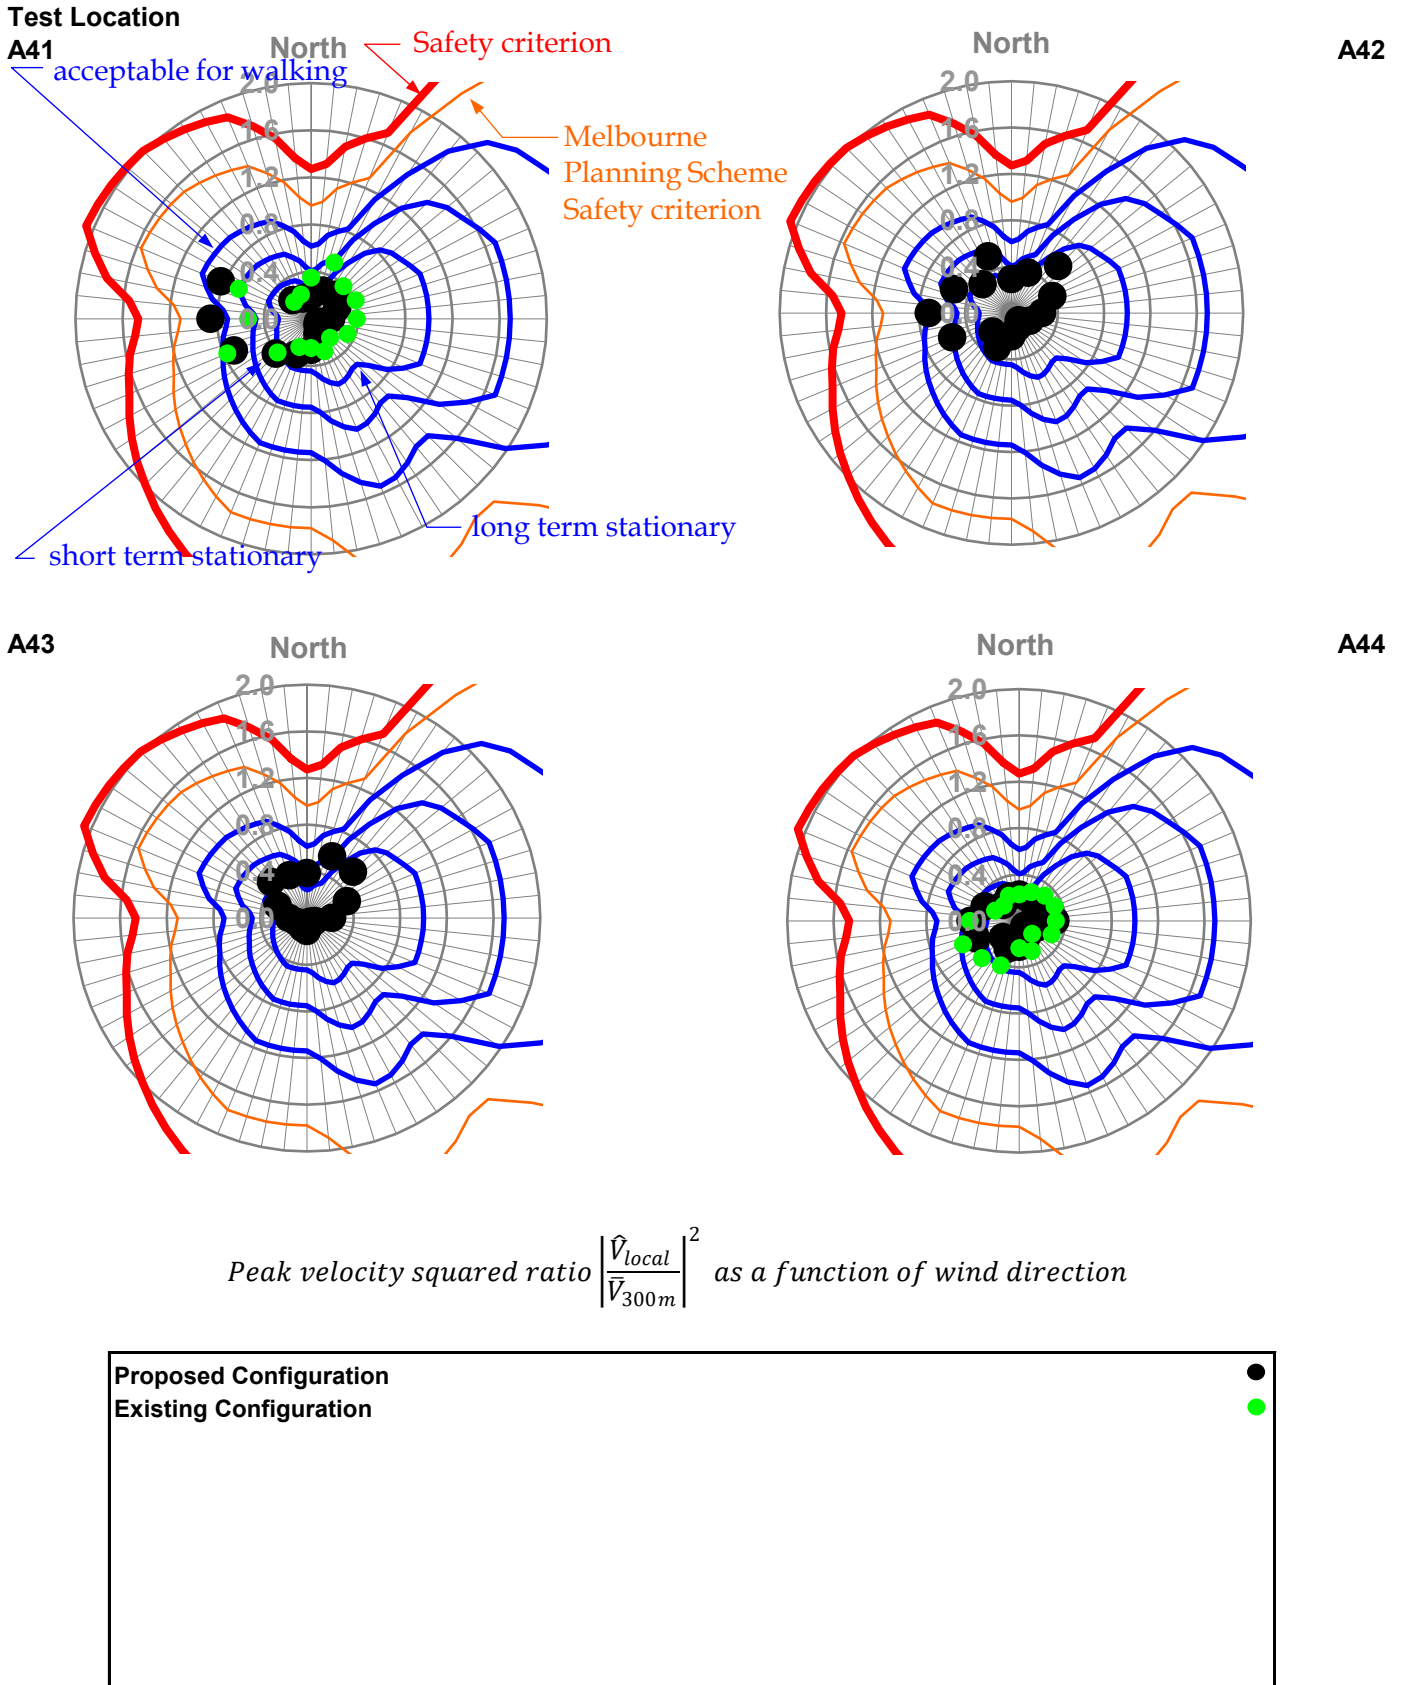 Test Location
A41
North
Safety criterion
acceptable for walking
2.0
1.6
1.2
0.8
0.4
0.0
Melbourne
Planning Scheme
Safety criterion
long term stationary
short term stationary
North
A42
2.0
1.6
1.2
0.8
0.4
0.0
A43
North
2.0
1.6
1.2
0.8
0.4
0.0
North
A44
2.0
1.6
1.2
0.8
0.4
0.0
Peak velocity squared ratio |V̂local / V̄300m|² as a function of wind direction
Proposed Configuration
Existing Configuration